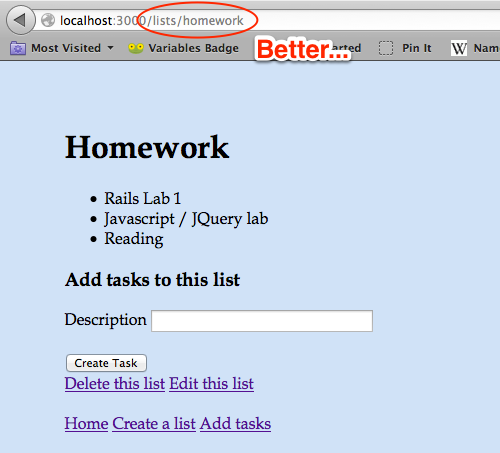 localhost:3000/lists/homework
Better...
Most Visited Variables Badge arted Pin It W Nam
Homework
Rails Lab 1
Javascript / JQuery lab
Reading
Add tasks to this list
Description
Create Task
Delete this list Edit this list
Home Create a list Add tasks